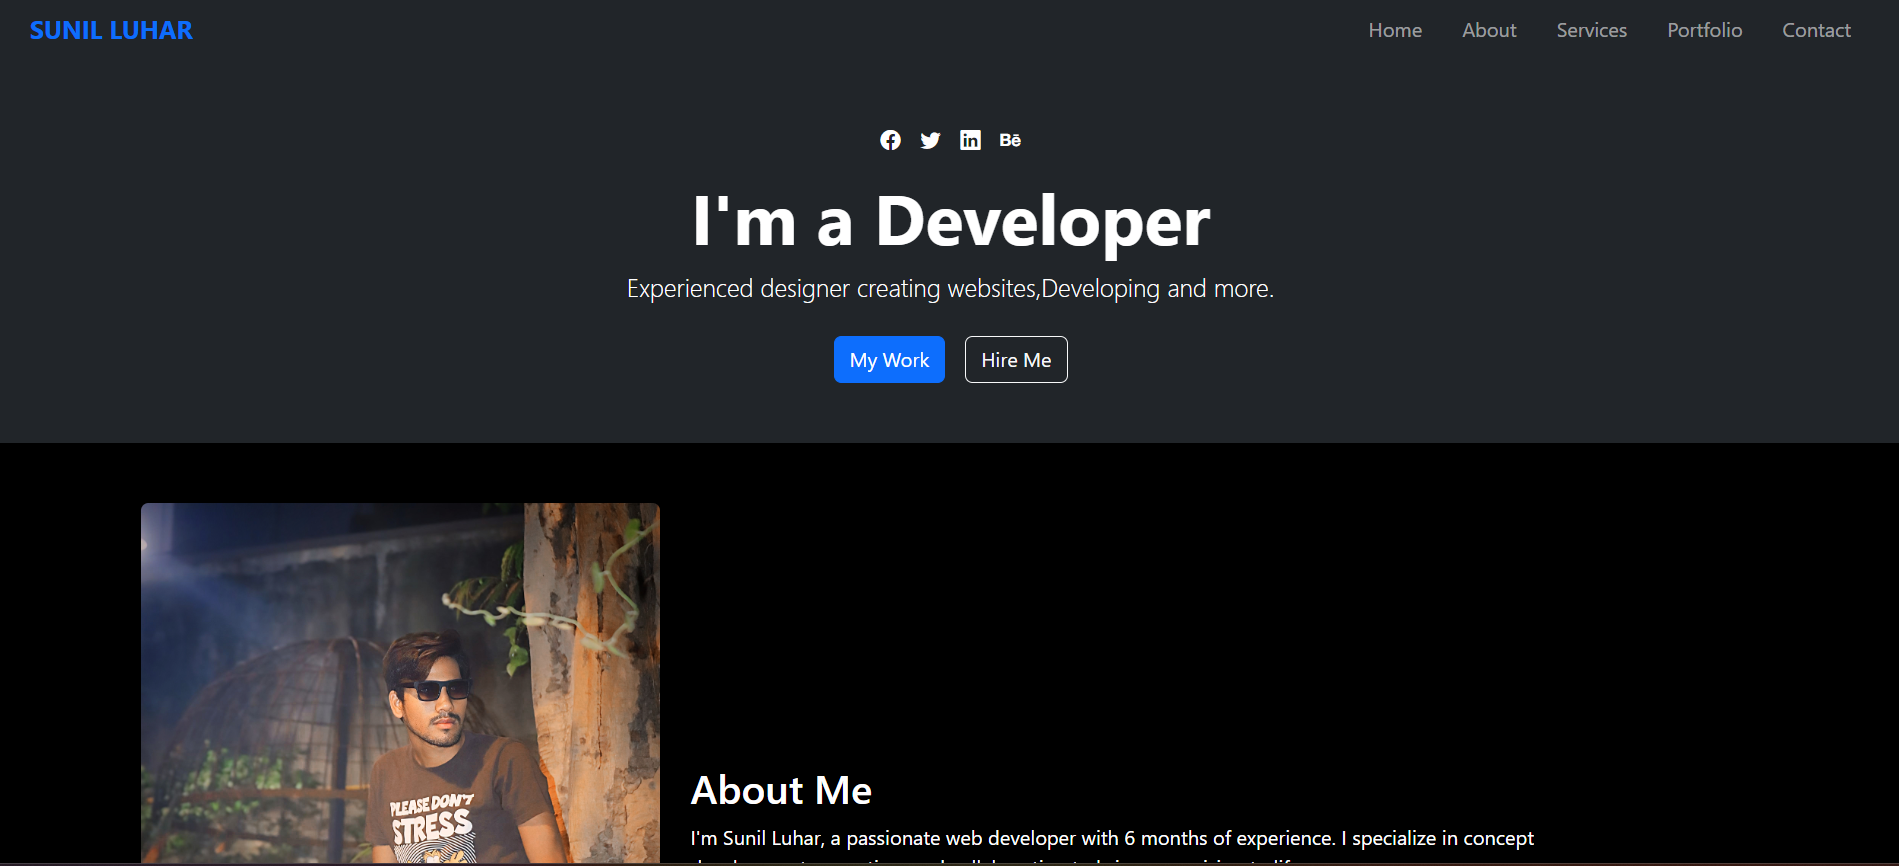 SUNIL LUHAR
Home About Services Portfolio Contact
Bē
I'm a Developer
Experienced designer creating websites,Developing and more.
My Work Hire Me
PLEASE DON'T
STRESS
About Me
I'm Sunil Luhar, a passionate web developer with 6 months of experience. I specialize in concept